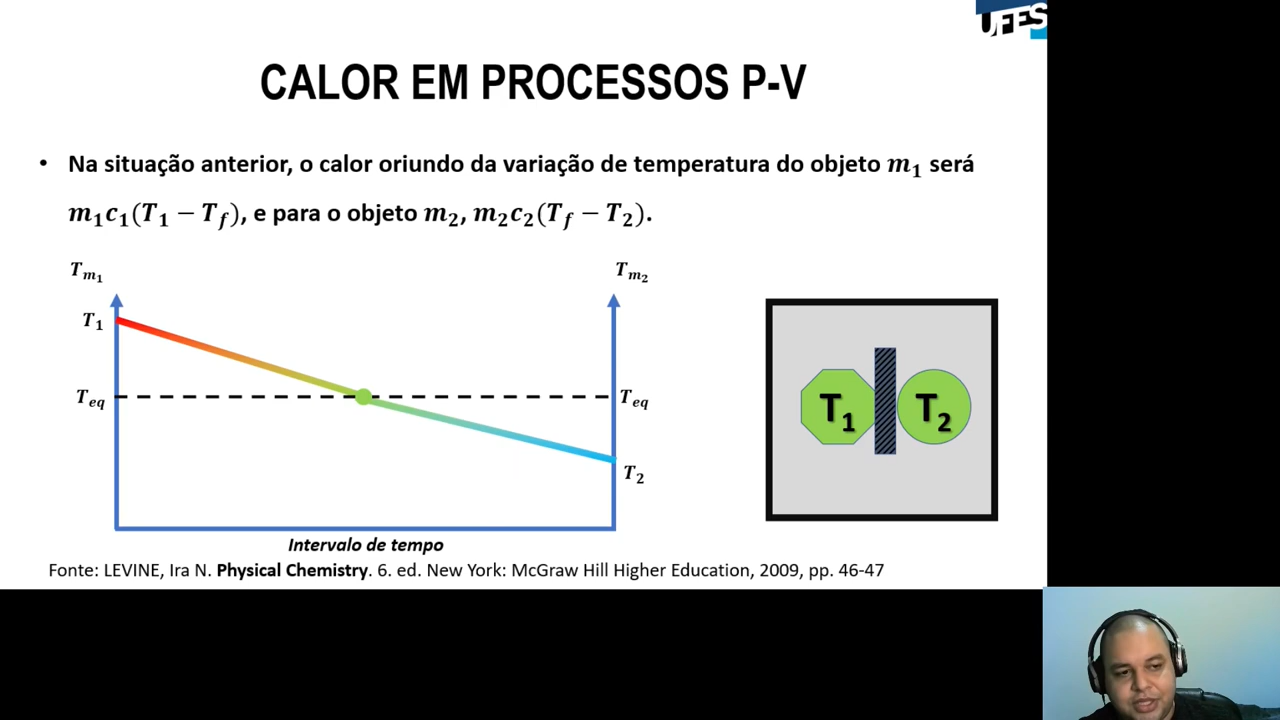 UFES
CALOR EM PROCESSOS P-V
• Na situação anterior, o calor oriundo da variação de temperatura do objeto m₁ será
m₁c₁(T₁ − T_f), e para o objeto m₂, m₂c₂(T_f − T₂).
T_m₁
T_m₂
T₁
T_eq
T_eq
T₂
T₁
T₂
Intervalo de tempo
Fonte: LEVINE, Ira N. Physical Chemistry. 6. ed. New York: McGraw Hill Higher Education, 2009, pp. 46-47